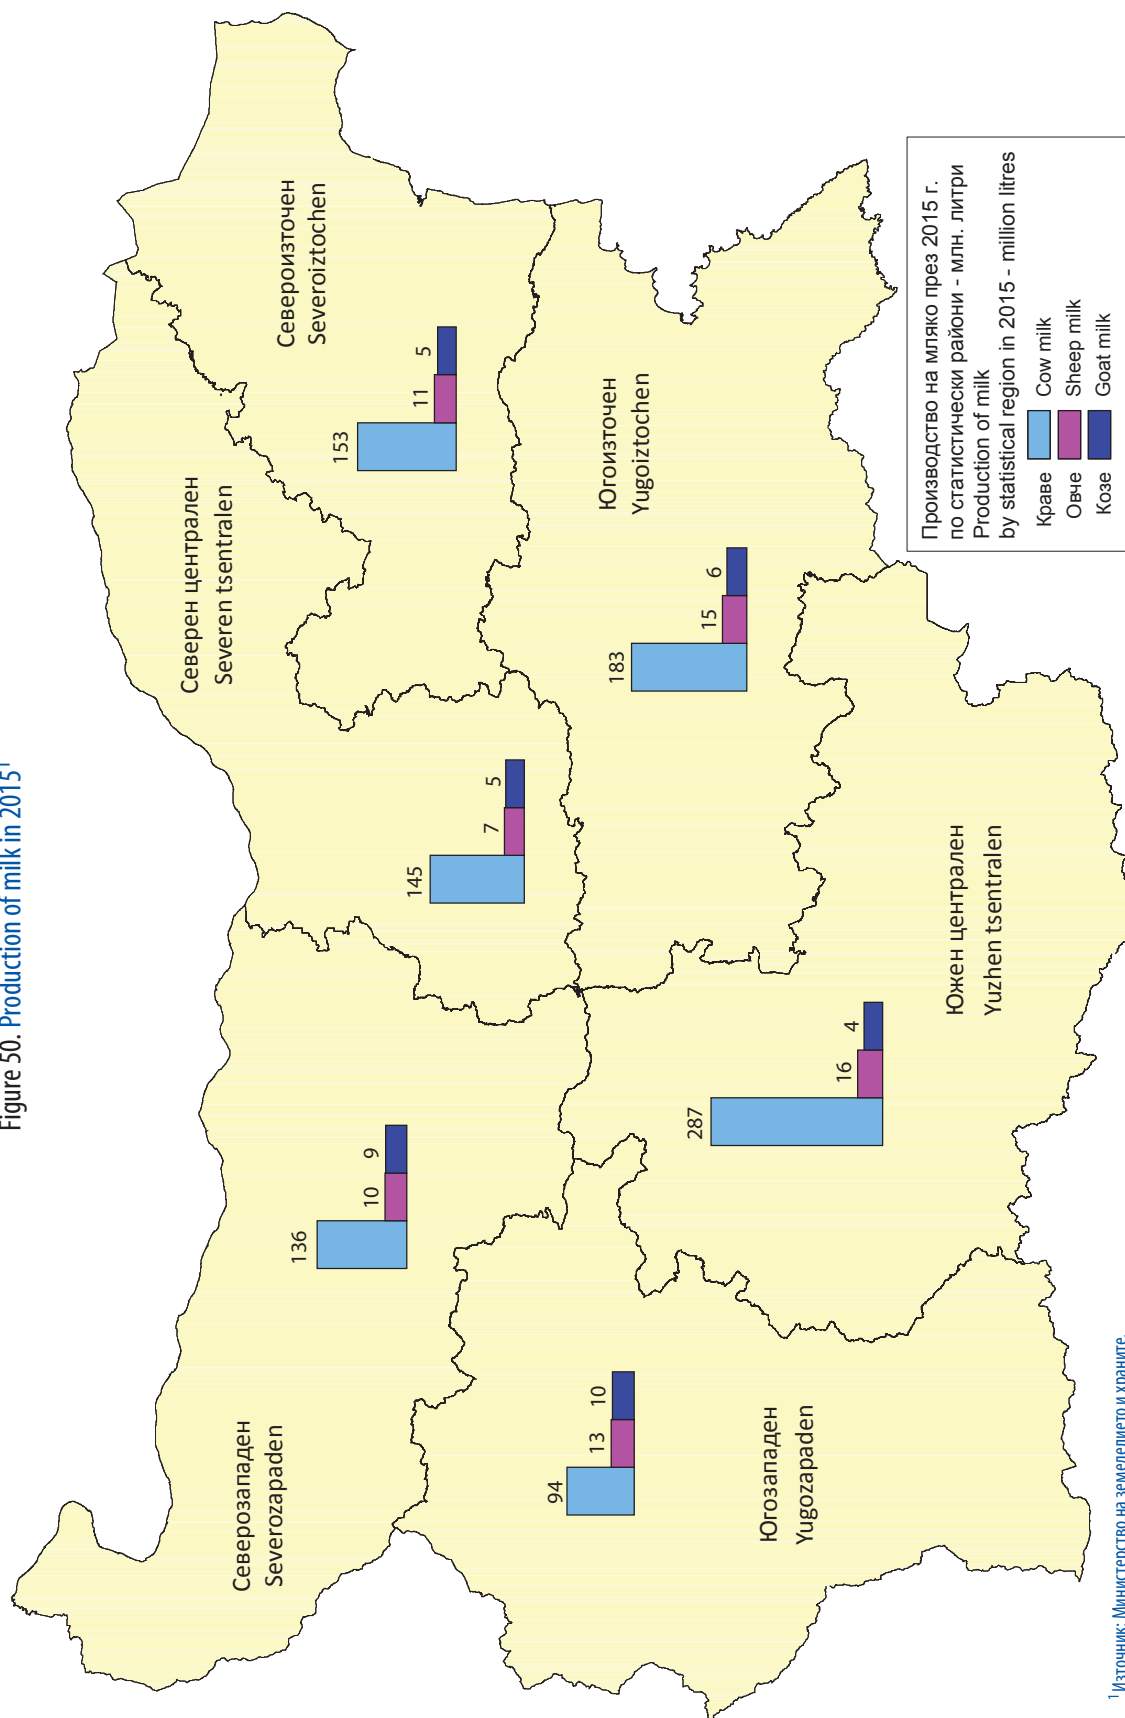 Figure 50. Production of milk in 2015¹
Северозападен
Severozapaden
136
10
9
Северен централен
Severen tsentralen
145
7
5
Североизточен
Severoiztochen
153
11
5
Югозападен
Yugozapaden
94
13
10
Южен централен
Yuzhen tsentralen
287
16
4
Югоизточен
Yugoiztochen
183
15
6
Производство на мляко през 2015 г.
по статистически райони - млн. литри
Production of milk
by statistical region in 2015 - million litres
Краве Cow milk
Овче Sheep milk
Козе Goat milk
¹ Източник: Министерство на земеделието и храните.